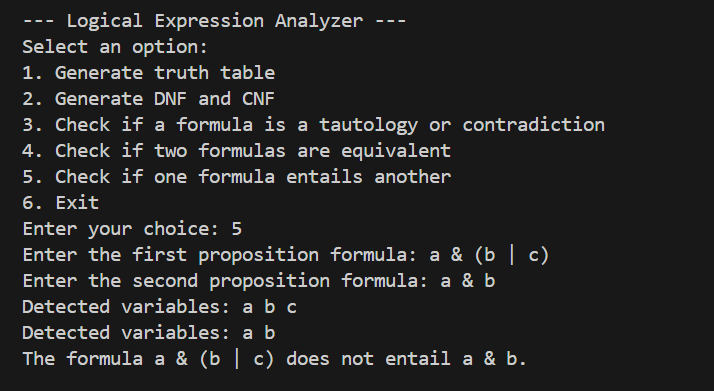 --- Logical Expression Analyzer ---
Select an option:
1. Generate truth table
2. Generate DNF and CNF
3. Check if a formula is a tautology or contradiction
4. Check if two formulas are equivalent
5. Check if one formula entails another
6. Exit
Enter your choice: 5
Enter the first proposition formula: a & (b | c)
Enter the second proposition formula: a & b
Detected variables: a b c
Detected variables: a b
The formula a & (b | c) does not entail a & b.